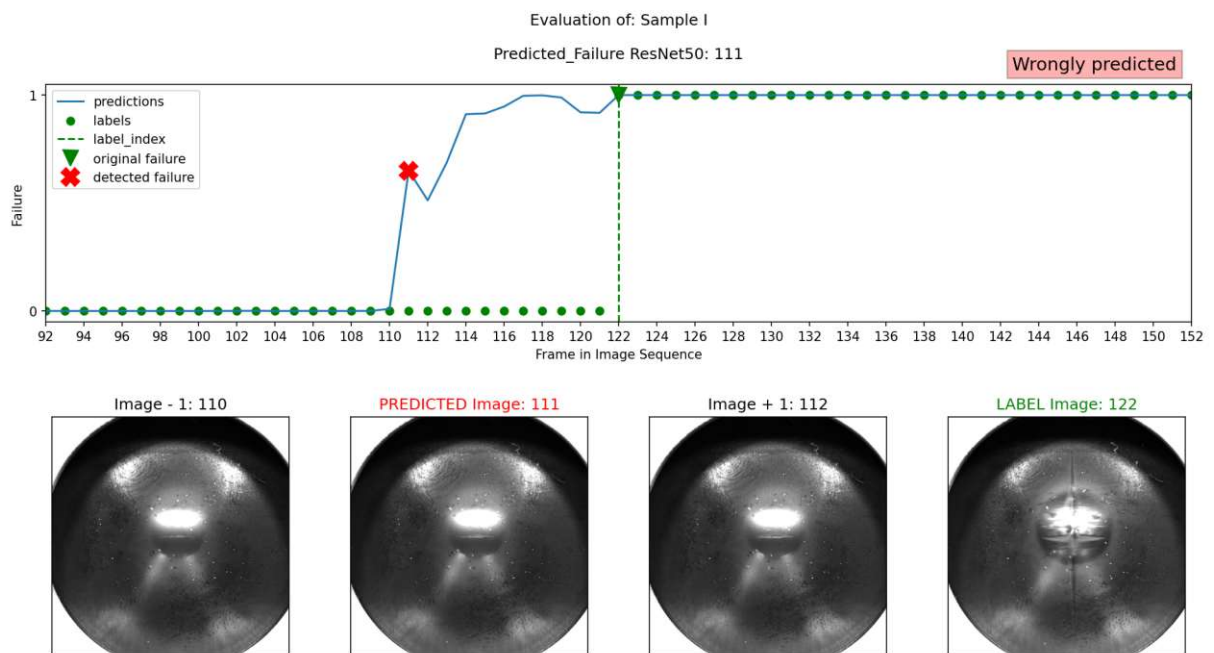 Evaluation of: Sample I
Predicted_Failure ResNet50: 111
Wrongly predicted
predictions
labels
label_index
original failure
detected failure
Failure
1
0
92 94 96 98 100 102 104 106 108 110 112 114 116 118 120 122 124 126 128 130 132 134 136 138 140 142 144 146 148 150 152
Frame in Image Sequence
Image - 1: 110
PREDICTED Image: 111
Image + 1: 112
LABEL Image: 122